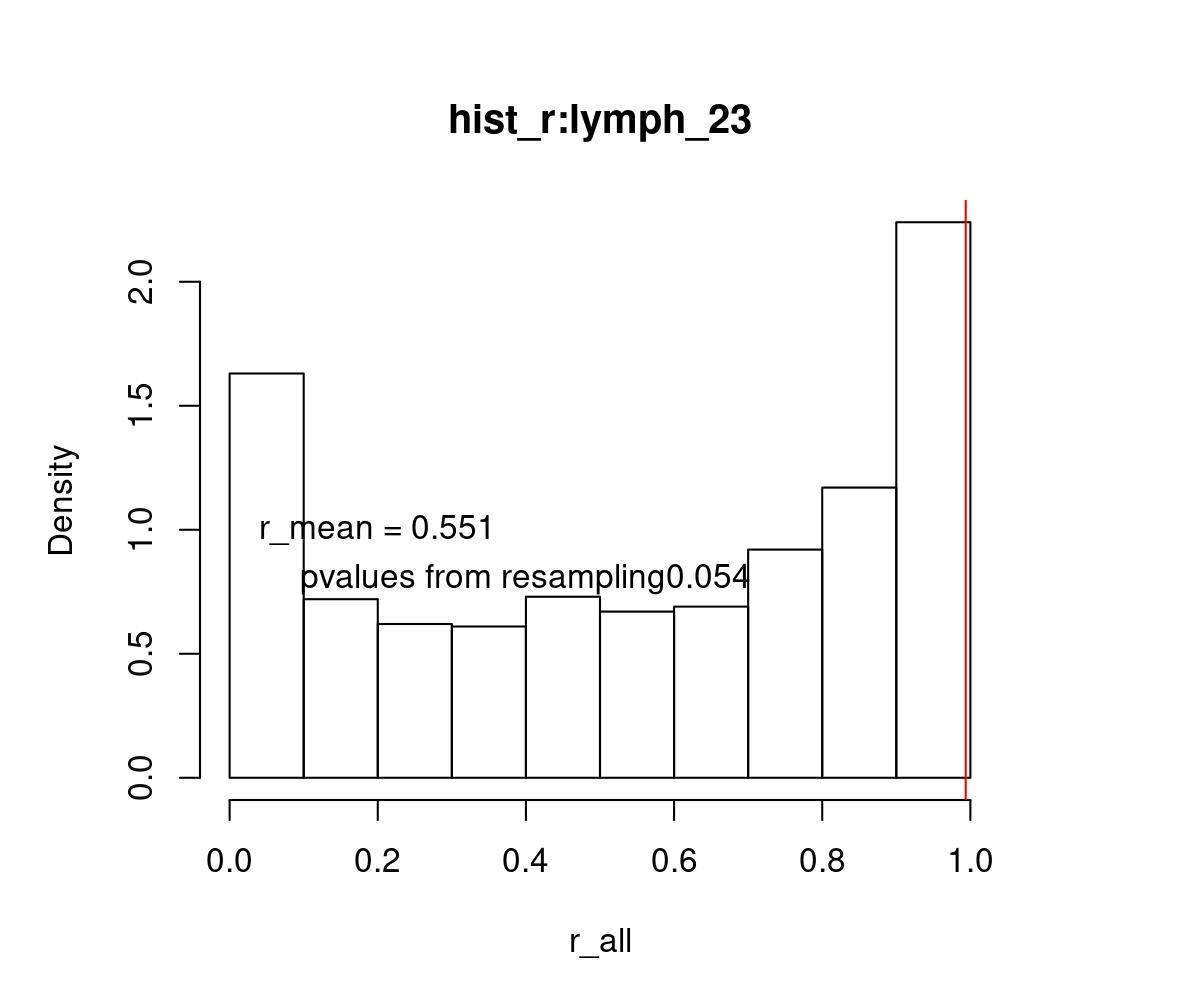 hist_r:lymph_23
Density
2.0
1.5
1.0
0.5
0.0
r_mean = 0.551
pvalues from resampling0.054
0.0 0.2 0.4 0.6 0.8 1.0
r_all